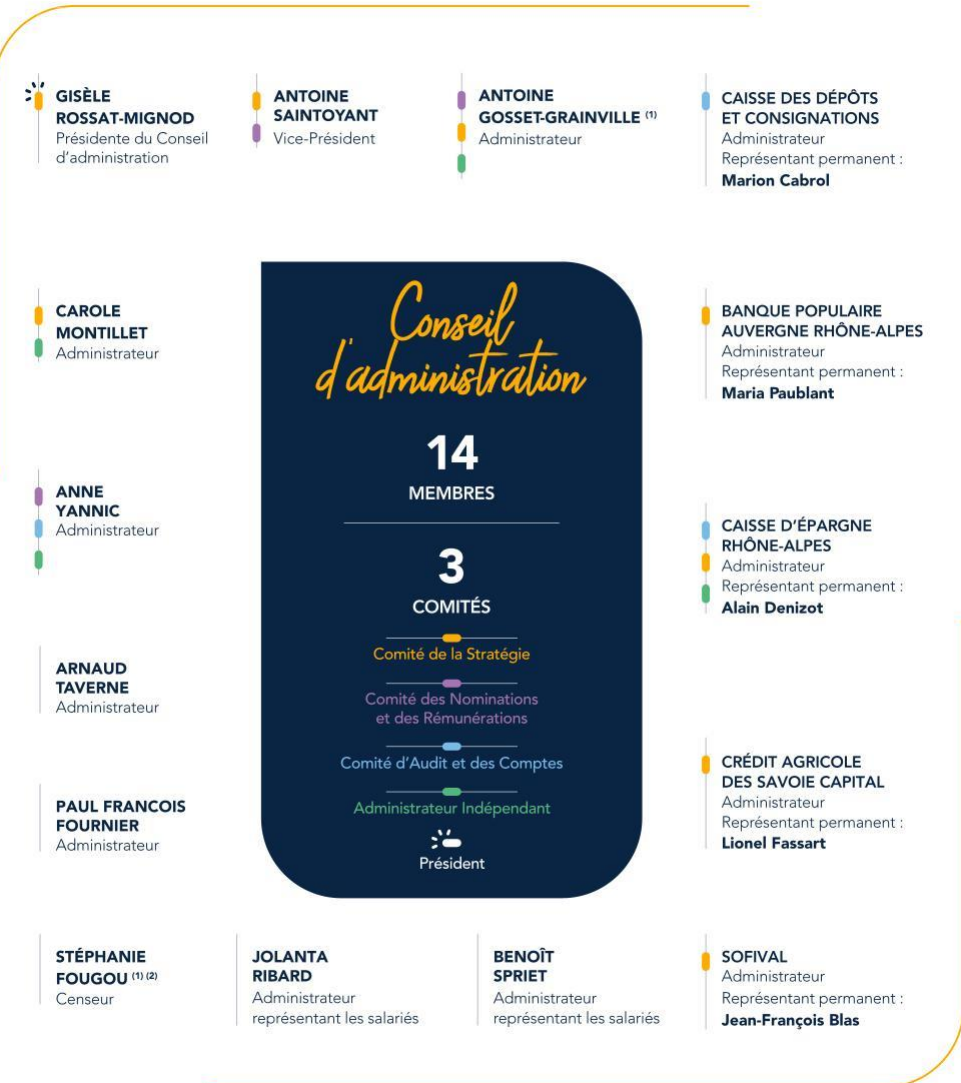 GISÈLE
ROSSAT-MIGNOD
Présidente du Conseil
d'administration
ANTOINE
SAINTOYANT
Vice-Président
ANTOINE
GOSSET-GRAINVILLE (1)
Administrateur
CAISSE DES DÉPÔTS
ET CONSIGNATIONS
Administrateur
Représentant permanent :
Marion Cabrol
CAROLE
MONTILLET
Administrateur
ANNE
YANNIC
Administrateur
ARNAUD
TAVERNE
Administrateur
PAUL FRANCOIS
FOURNIER
Administrateur
Conseil
d'administration
14
MEMBRES
3
COMITÉS
Comité de la Stratégie
Comité des Nominations
et des Rémunérations
Comité d'Audit et des Comptes
Administrateur Indépendant
Président
BANQUE POPULAIRE
AUVERGNE RHÔNE-ALPES
Administrateur
Représentant permanent :
Maria Paublant
CAISSE D'ÉPARGNE
RHÔNE-ALPES
Administrateur
Représentant permanent :
Alain Denizot
CRÉDIT AGRICOLE
DES SAVOIE CAPITAL
Administrateur
Représentant permanent :
Lionel Fassart
STÉPHANIE
FOUGOU (1) (2)
Censeur
JOLANTA
RIBARD
Administrateur
représentant les salariés
BENOÎT
SPRIET
Administrateur
représentant les salariés
SOFIVAL
Administrateur
Représentant permanent :
Jean-François Blas